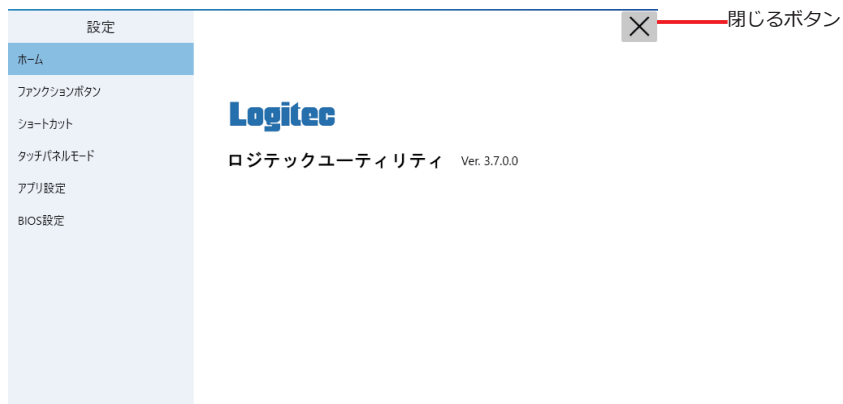 設定
閉じるボタン
ホーム
ファンクションボタン
ショートカット
タッチパネルモード
アプリ設定
BIOS設定
Logitec
ロジテックユーティリティ Ver. 3.7.0.0